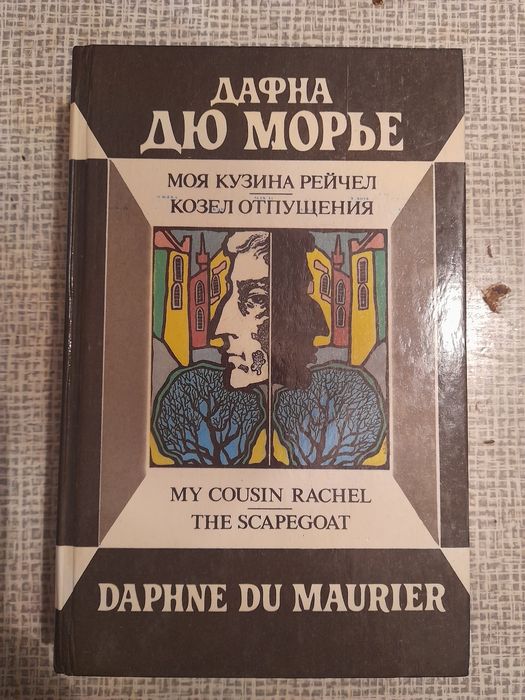 ДАФНА
ДЮ МОРЬЕ
МОЯ КУЗИНА РЕЙЧЕЛ
КОЗЕЛ ОТПУЩЕНИЯ
MY COUSIN RACHEL
THE SCAPEGOAT
DAPHNE DU MAURIER